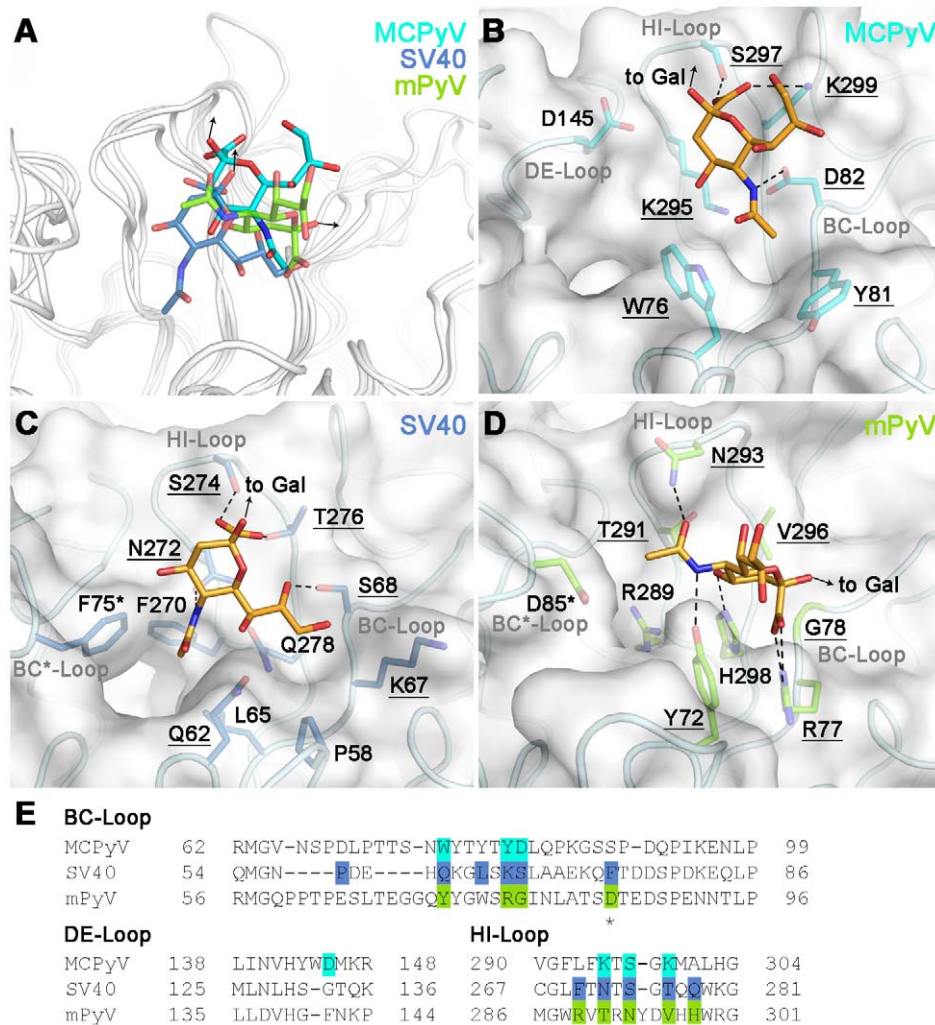 A
MCPyV
SV40
mPyV
B
MCPyV
HI-Loop
S297
to Gal
K299
D145
DE-Loop
D82
K295
BC-Loop
W76
Y81
C
SV40
HI-Loop
S274
to Gal
T276
N272
S68
F75*
F270
BC-Loop
Q278
BC*-Loop
K67
L65
Q62
P58
D
mPyV
HI-Loop
N293
T291
V296
to Gal
D85*
R289
BC*-Loop
G78
BC-Loop
H298
Y72
R77
E
BC-Loop
MCPyV 62 RMGV-NSPDLPTTS-NWYTYTYDLQPKGSSP-DQPIKENLP 99
SV40 54 QMGN----PDE----HQKGLSKSLAAEKQFTDDSPDKEQLP 86
mPyV 56 MGQPPTPESLTEGGQYYGWSRGINLATSDTEDSPENNTLP 96
*
DE-Loop HI-Loop
MCPyV 138 LINVHYWDMKR 148 290 VGFLFKTS-GKMALHG 304
SV40 125 MLNLHS-GTQK 136 267 CGLFTNTS-GTQQWKG 281
mPyV 135 LLDVHG-FNKP 144 286 MGWRVTRNYDVHHWRG 301